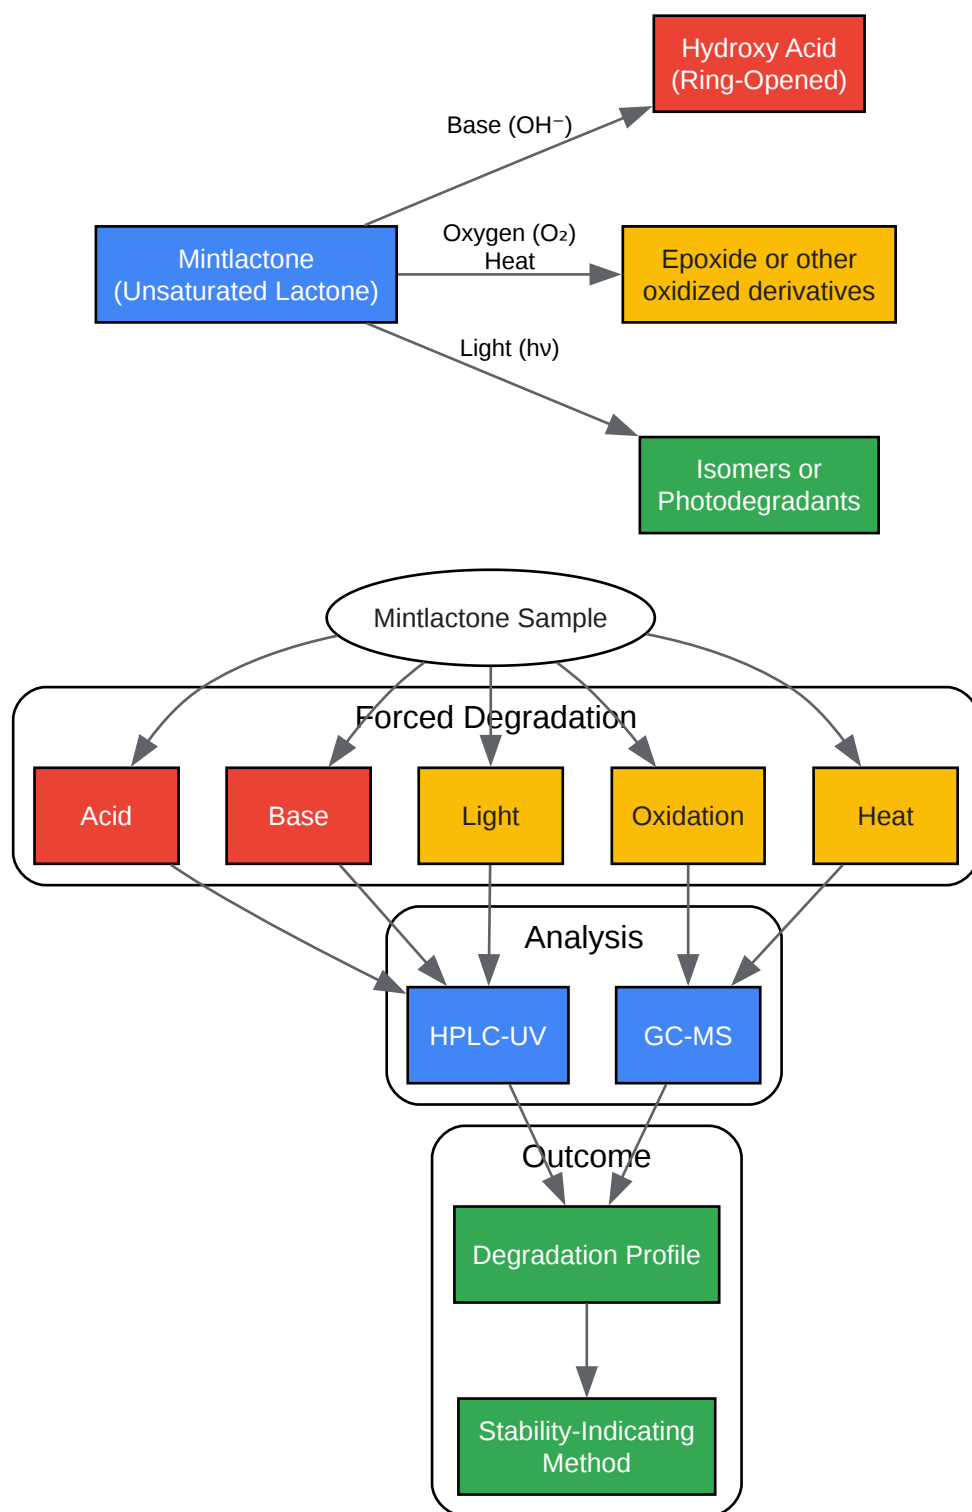 Hydroxy Acid
(Ring-Opened)
Base (OH⁻)
Mintlactone
(Unsaturated Lactone)
Oxygen (O₂)
Heat
Epoxide or other
oxidized derivatives
Light (hν)
Isomers or
Photodegradants
Mintlactone Sample
Forced Degradation
Acid
Base
Light
Oxidation
Heat
Analysis
HPLC-UV
GC-MS
Outcome
Degradation Profile
Stability-Indicating
Method